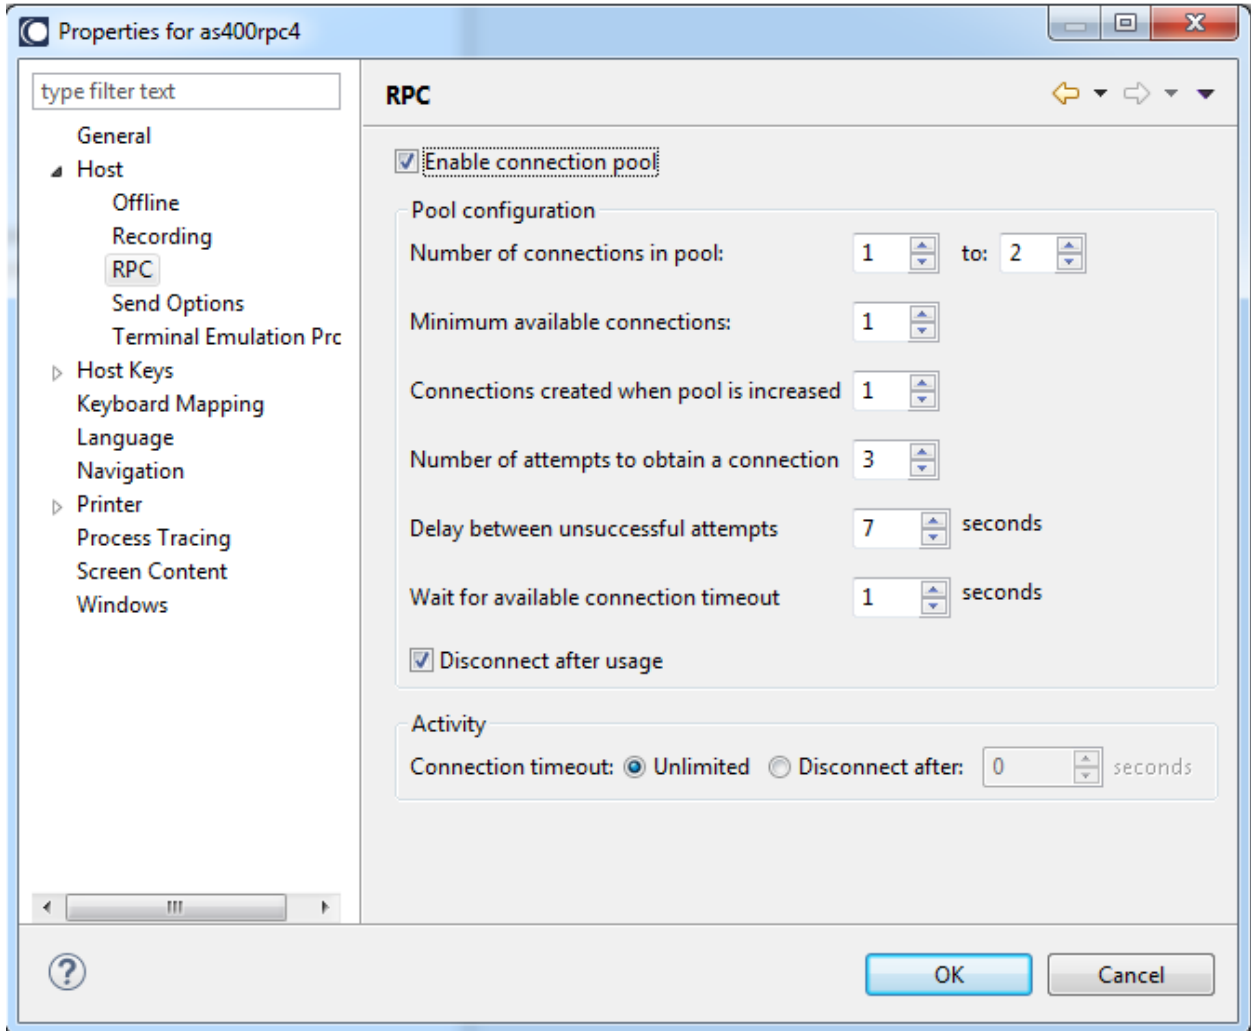 Properties for as400rpc4
type filter text
General
Host
Offline
Recording
RPC
Send Options
Terminal Emulation Prc
Host Keys
Keyboard Mapping
Language
Navigation
Printer
Process Tracing
Screen Content
Windows
RPC
Enable connection pool
Pool configuration
Number of connections in pool: 1 to: 2
Minimum available connections: 1
Connections created when pool is increased 1
Number of attempts to obtain a connection 3
Delay between unsuccessful attempts 7 seconds
Wait for available connection timeout 1 seconds
Disconnect after usage
Activity
Connection timeout: Unlimited Disconnect after: 0 seconds
OK Cancel